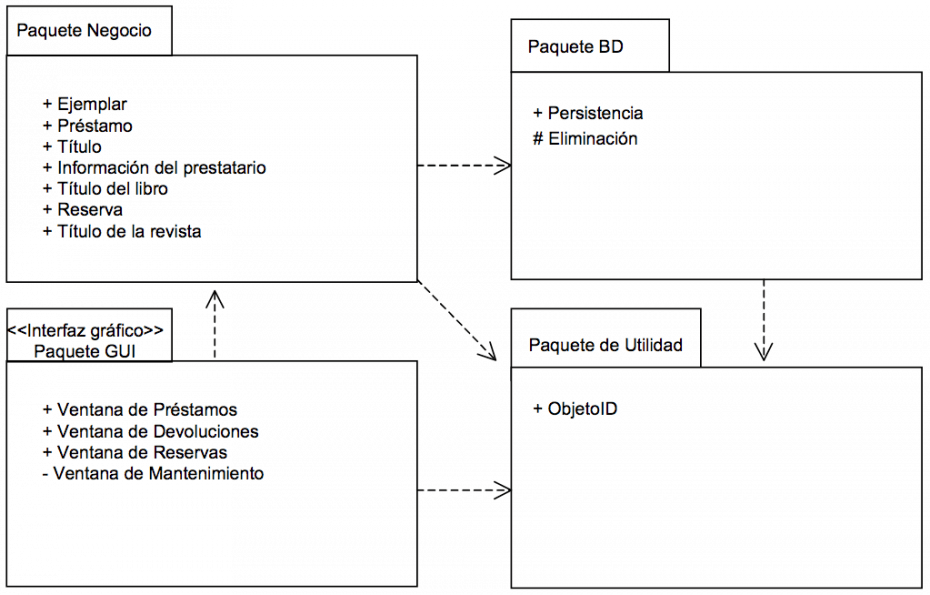 Paquete Negocio
+ Ejemplar
+ Préstamo
+ Título
+ Información del prestatario
+ Título del libro
+ Reserva
+ Título de la revista
Paquete BD
+ Persistencia
# Eliminación
<<Interfaz gráfico>>
Paquete GUI
+ Ventana de Préstamos
+ Ventana de Devoluciones
+ Ventana de Reservas
- Ventana de Mantenimiento
Paquete de Utilidad
+ ObjetoID